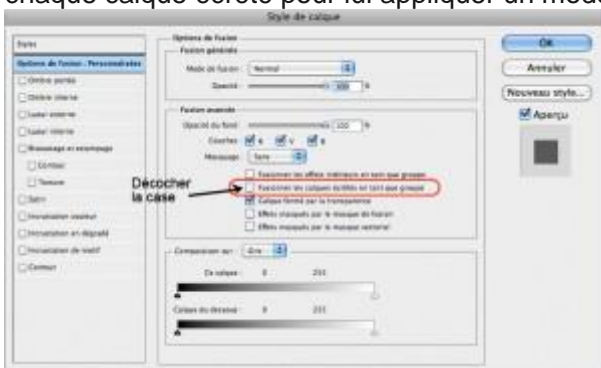 chaque calque écrêté pour lui appliquer un mode
Style de calque
Styles
Options de fusion : Personnalisées
Ombre portée
Ombre interne
Lueur externe
Lueur interne
Biseautage et estampage
Contour
Texture
Satin
Incrustation couleur
Incrustation en dégradé
Incrustation de motif
Contour
Options de fusion
Fusion générale
Mode de fusion : Normal
Opacité : 100 %
Fusion avancée
Opacité du fond : 100 %
Couches : R V B
Masquage : Sans
Fusionner les effets intérieurs en tant que groupe
Fusionner les calques écrêtés en tant que groupe
Calque formé par la transparence
Effets masqués par le masque de fusion
Effets masqués par le masque vectoriel
Décocher
la case
Comparaison sur : Gris
Ce calque : 0 255
Calque du dessous : 0 255
OK
Annuler
Nouveau style...
Aperçu